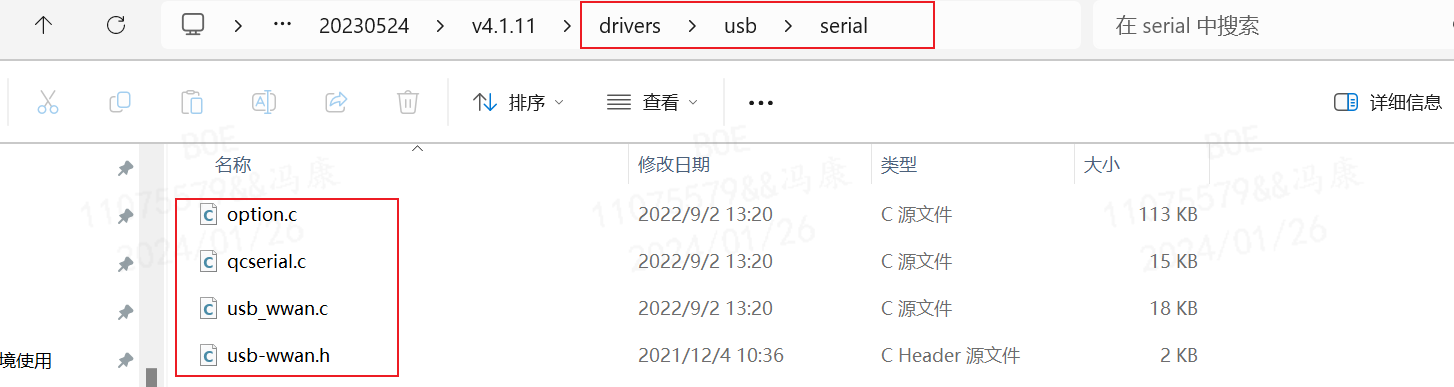 … 20230524 v4.1.11 drivers usb serial 在 serial 中搜索
排序 查看 ••• 详细信息
名称 修改日期 类型 大小
option.c 2022/9/2 13:20 C 源文件 113 KB
qcserial.c 2022/9/2 13:20 C 源文件 15 KB
usb_wwan.c 2022/9/2 13:20 C 源文件 18 KB
境使用 usb-wwan.h 2021/12/4 10:36 C Header 源文件 2 KB
BOE BOE BOE
11075579&&冯康 11075579&&冯康 11075579&&冯康
2024/01/26 2024/01/26 2024/01/26